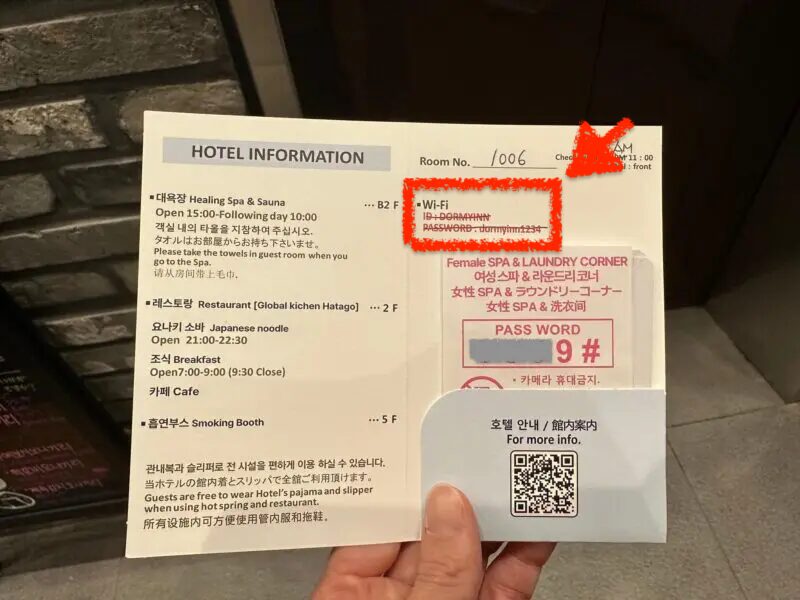 HOTEL INFORMATION
▪대욕장 Healing Spa & Sauna ⋯ B2 F
Open 15:00-Following day 10:00
객실 내의 타올을 지참하여 주십시오.
タオルはお部屋からお持ち下さいませ。
Please take the towels in guest room when you
go to the Spa.
请从房间带上毛巾.
▪레스토랑 Restaurant [Global kichen Hatago] ⋯ 2 F
요나키 소바 Japanese noodle
Open 21:00-22:30
조식 Breakfast
Open7:00-9:00 (9:30 Close)
카페 Cafe
▪흡연부스 Smoking Booth ⋯ 5 F
관내복과 슬리퍼로 전 시설을 편하게 이용 하실 수 있습니다.
当ホテルの館内着とスリッパで全館ご利用頂けます。
Guests are free to wear Hotel's pajama and slipper
when using hot spring and restaurant.
所有设施内可方便使用管内服和拖鞋.
Room No. 1006
AM
11 : 00
: front
▪Wi-Fi
ID : DORMYINN
PASSWORD : dormyinn1234
Female SPA & LAUNDRY CORNER
여성 스파 & 라운드리 코너
女性 SPA & ラウンドリーコーナー
女性 SPA & 洗衣间
PASS WORD
9 #
・카메라 휴대금지.
호텔 안내 / 館内案内
For more info.